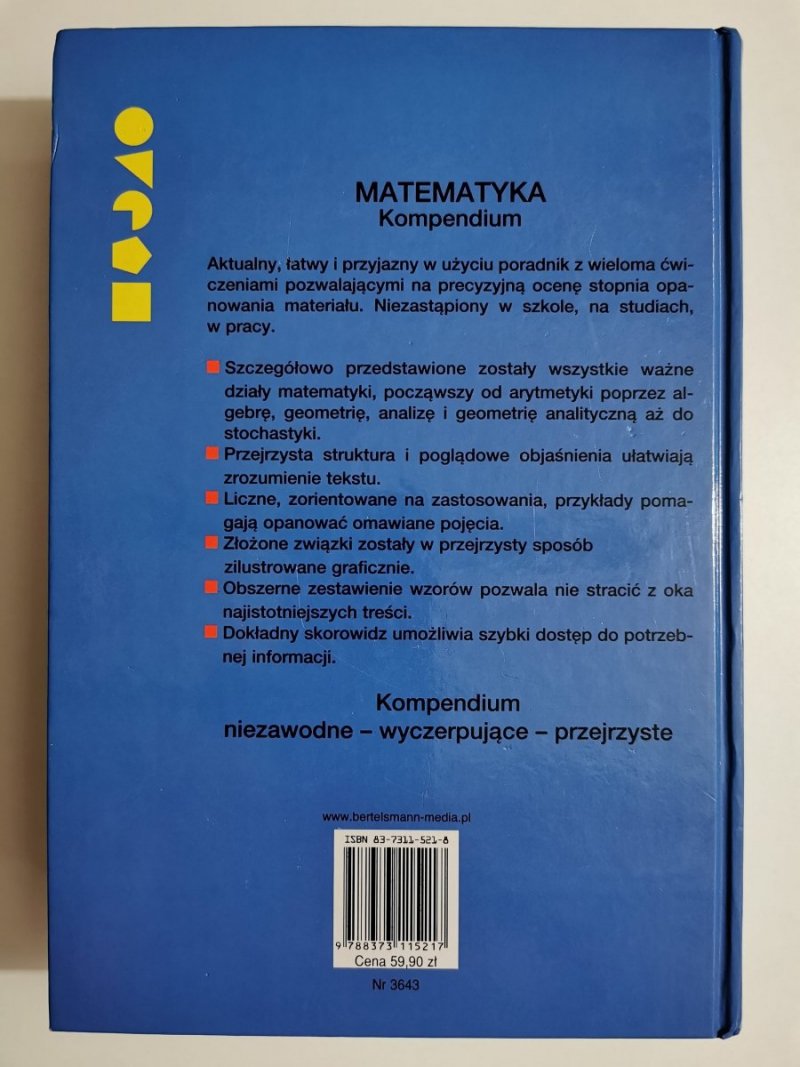 MATEMATYKA
Kompendium
Aktualny, łatwy i przyjazny w użyciu poradnik z wieloma ćwi-
czeniami pozwalającymi na precyzyjną ocenę stopnia opa-
nowania materiału. Niezastąpiony w szkole, na studiach,
w pracy.
Szczegółowo przedstawione zostały wszystkie ważne
działy matematyki, począwszy od arytmetyki poprzez al-
gebrę, geometrię, analizę i geometrię analityczną aż do
stochastyki.
Przejrzysta struktura i poglądowe objaśnienia ułatwiają
zrozumienie tekstu.
Liczne, zorientowane na zastosowania, przykłady poma-
gają opanować omawiane pojęcia.
Złożone związki zostały w przejrzysty sposób
zilustrowane graficznie.
Obszerne zestawienie wzorów pozwala nie stracić z oka
najistotniejszych treści.
Dokładny skorowidz umożliwia szybki dostęp do potrzeb-
nej informacji.
Kompendium
niezawodne – wyczerpujące – przejrzyste
www.bertelsmann-media.pl
ISBN 83-7311-521-8
9 788373 115217
Cena 59,90 zł
Nr 3643